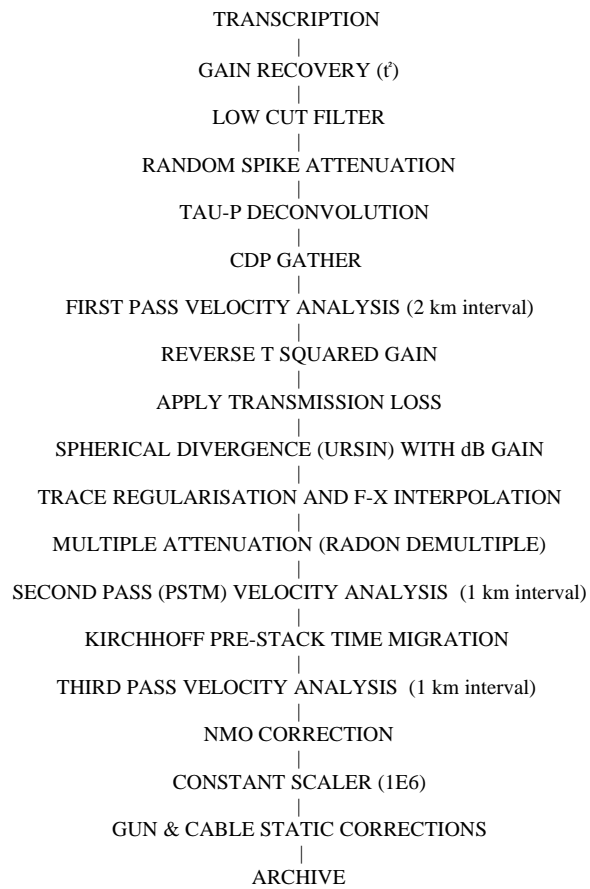 TRANSCRIPTION
GAIN RECOVERY (t²)
LOW CUT FILTER
RANDOM SPIKE ATTENUATION
TAU-P DECONVOLUTION
CDP GATHER
FIRST PASS VELOCITY ANALYSIS (2 km interval)
REVERSE T SQUARED GAIN
APPLY TRANSMISSION LOSS
SPHERICAL DIVERGENCE (URSIN) WITH dB GAIN
TRACE REGULARISATION AND F-X INTERPOLATION
MULTIPLE ATTENUATION (RADON DEMULTIPLE)
SECOND PASS (PSTM) VELOCITY ANALYSIS (1 km interval)
KIRCHHOFF PRE-STACK TIME MIGRATION
THIRD PASS VELOCITY ANALYSIS (1 km interval)
NMO CORRECTION
CONSTANT SCALER (1E6)
GUN & CABLE STATIC CORRECTIONS
ARCHIVE